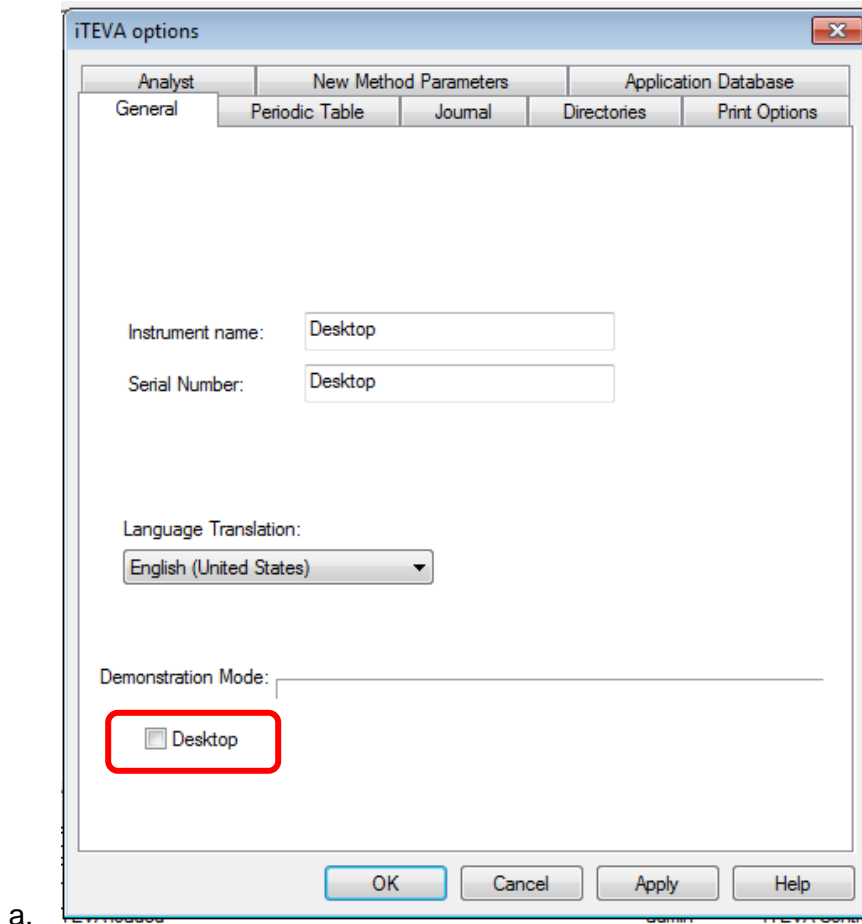 iTEVA options
Analyst New Method Parameters Application Database
General Periodic Table Journal Directories Print Options
Instrument name: Desktop
Serial Number: Desktop
Language Translation:
English (United States)
Demonstration Mode:
Desktop
OK Cancel Apply Help
a.